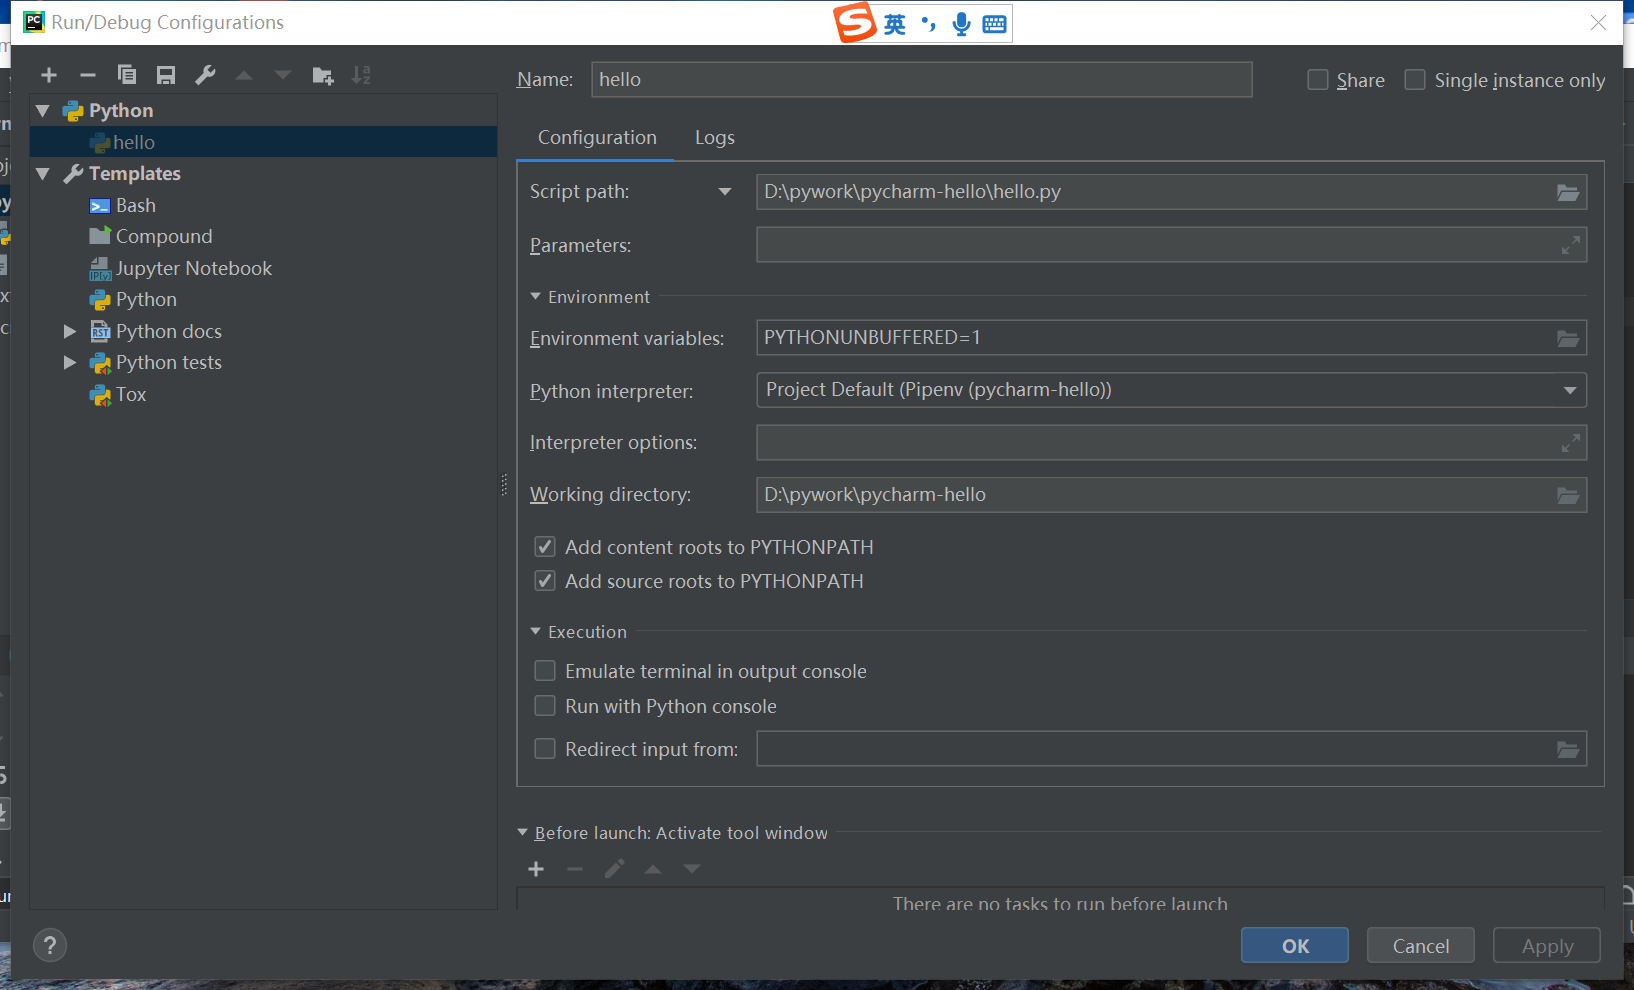 PC Run/Debug Configurations
S 英
Name: hello
Share Single instance only
Python
hello
Templates
Bash
Compound
Jupyter Notebook
Python
Python docs
Python tests
Tox
Configuration Logs
Script path: D:\pywork\pycharm-hello\hello.py
Parameters:
Environment
Environment variables: PYTHONUNBUFFERED=1
Python interpreter: Project Default (Pipenv (pycharm-hello))
Interpreter options:
Working directory: D:\pywork\pycharm-hello
Add content roots to PYTHONPATH
Add source roots to PYTHONPATH
Execution
Emulate terminal in output console
Run with Python console
Redirect input from:
Before launch: Activate tool window
There are no tasks to run before launch
? OK Cancel Apply